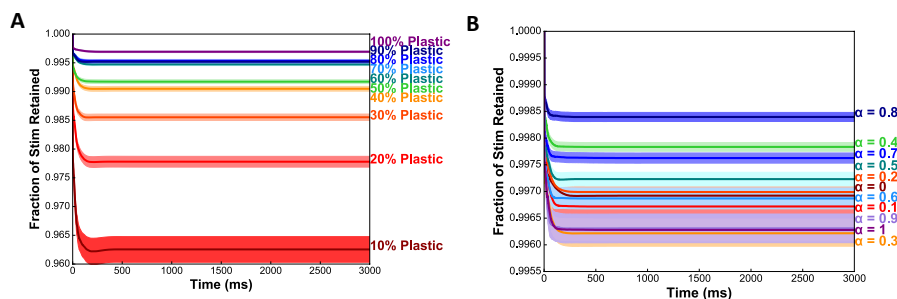 A
Fraction of Stim Retained
1.000
0.995
0.990
0.985
0.980
0.975
0.970
0.965
0.960
0
500
1000
1500
2000
2500
3000
Time (ms)
100% Plastic
90% Plastic
80% Plastic
70% Plastic
60% Plastic
50% Plastic
40% Plastic
30% Plastic
20% Plastic
10% Plastic
B
Fraction of Stim Retained
1.0000
0.9995
0.9990
0.9985
0.9980
0.9975
0.9970
0.9965
0.9960
0.9955
0
500
1000
1500
2000
2500
3000
Time (ms)
α = 0.8
α = 0.4
α = 0.7
α = 0.5
α = 0.2
α = 0
α = 0.6
α = 0.1
α = 0.9
α = 1
α = 0.3